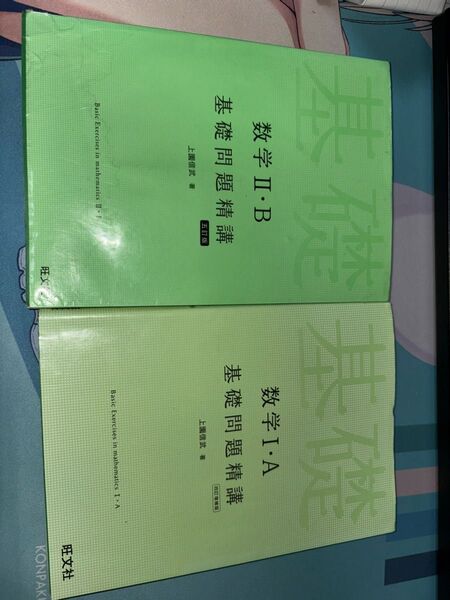 基礎
数学Ⅱ・B
基礎問題精講
五訂版
上園信武 著
Basic Exercises in mathematics Ⅱ・
旺文
基礎
数学Ⅰ・A
基礎問題精講
四訂増補版
上園信武 著
Basic Exercises in mathematics Ⅰ・A
旺文社
KONPAKU